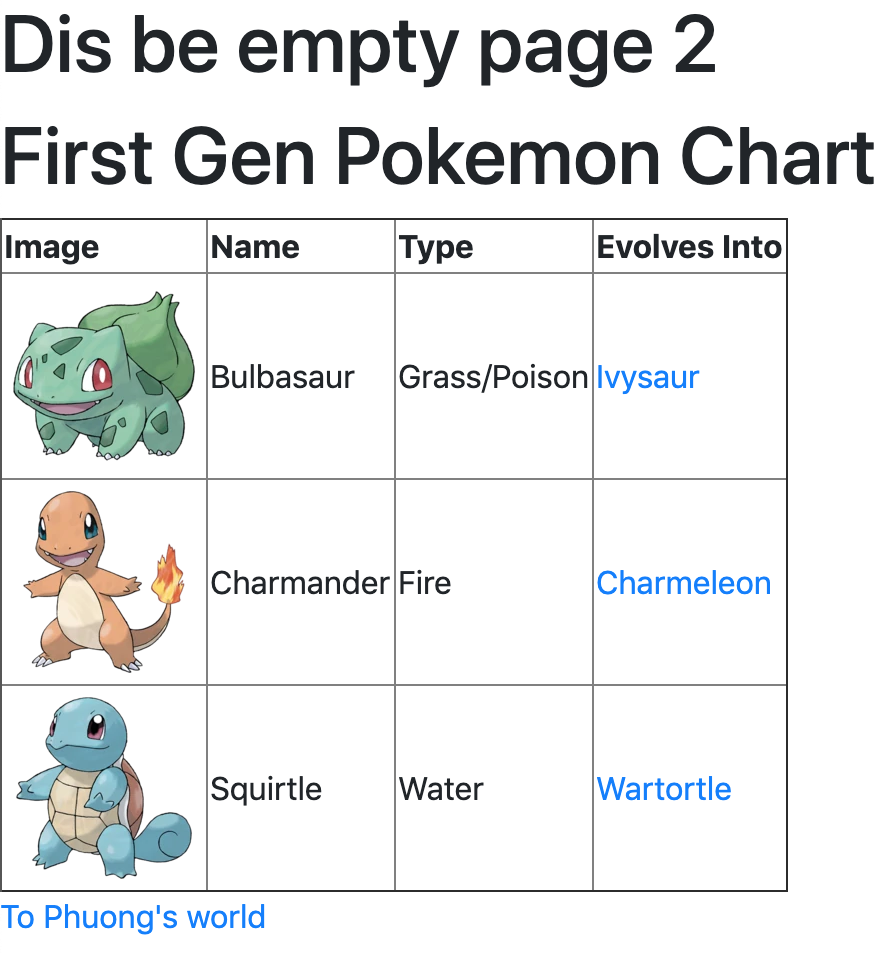 Dis be empty page 2
First Gen Pokemon Chart
Image Name Type Evolves Into
Bulbasaur Grass/Poison Ivysaur
Charmander Fire Charmeleon
Squirtle Water Wartortle
To Phuong's world